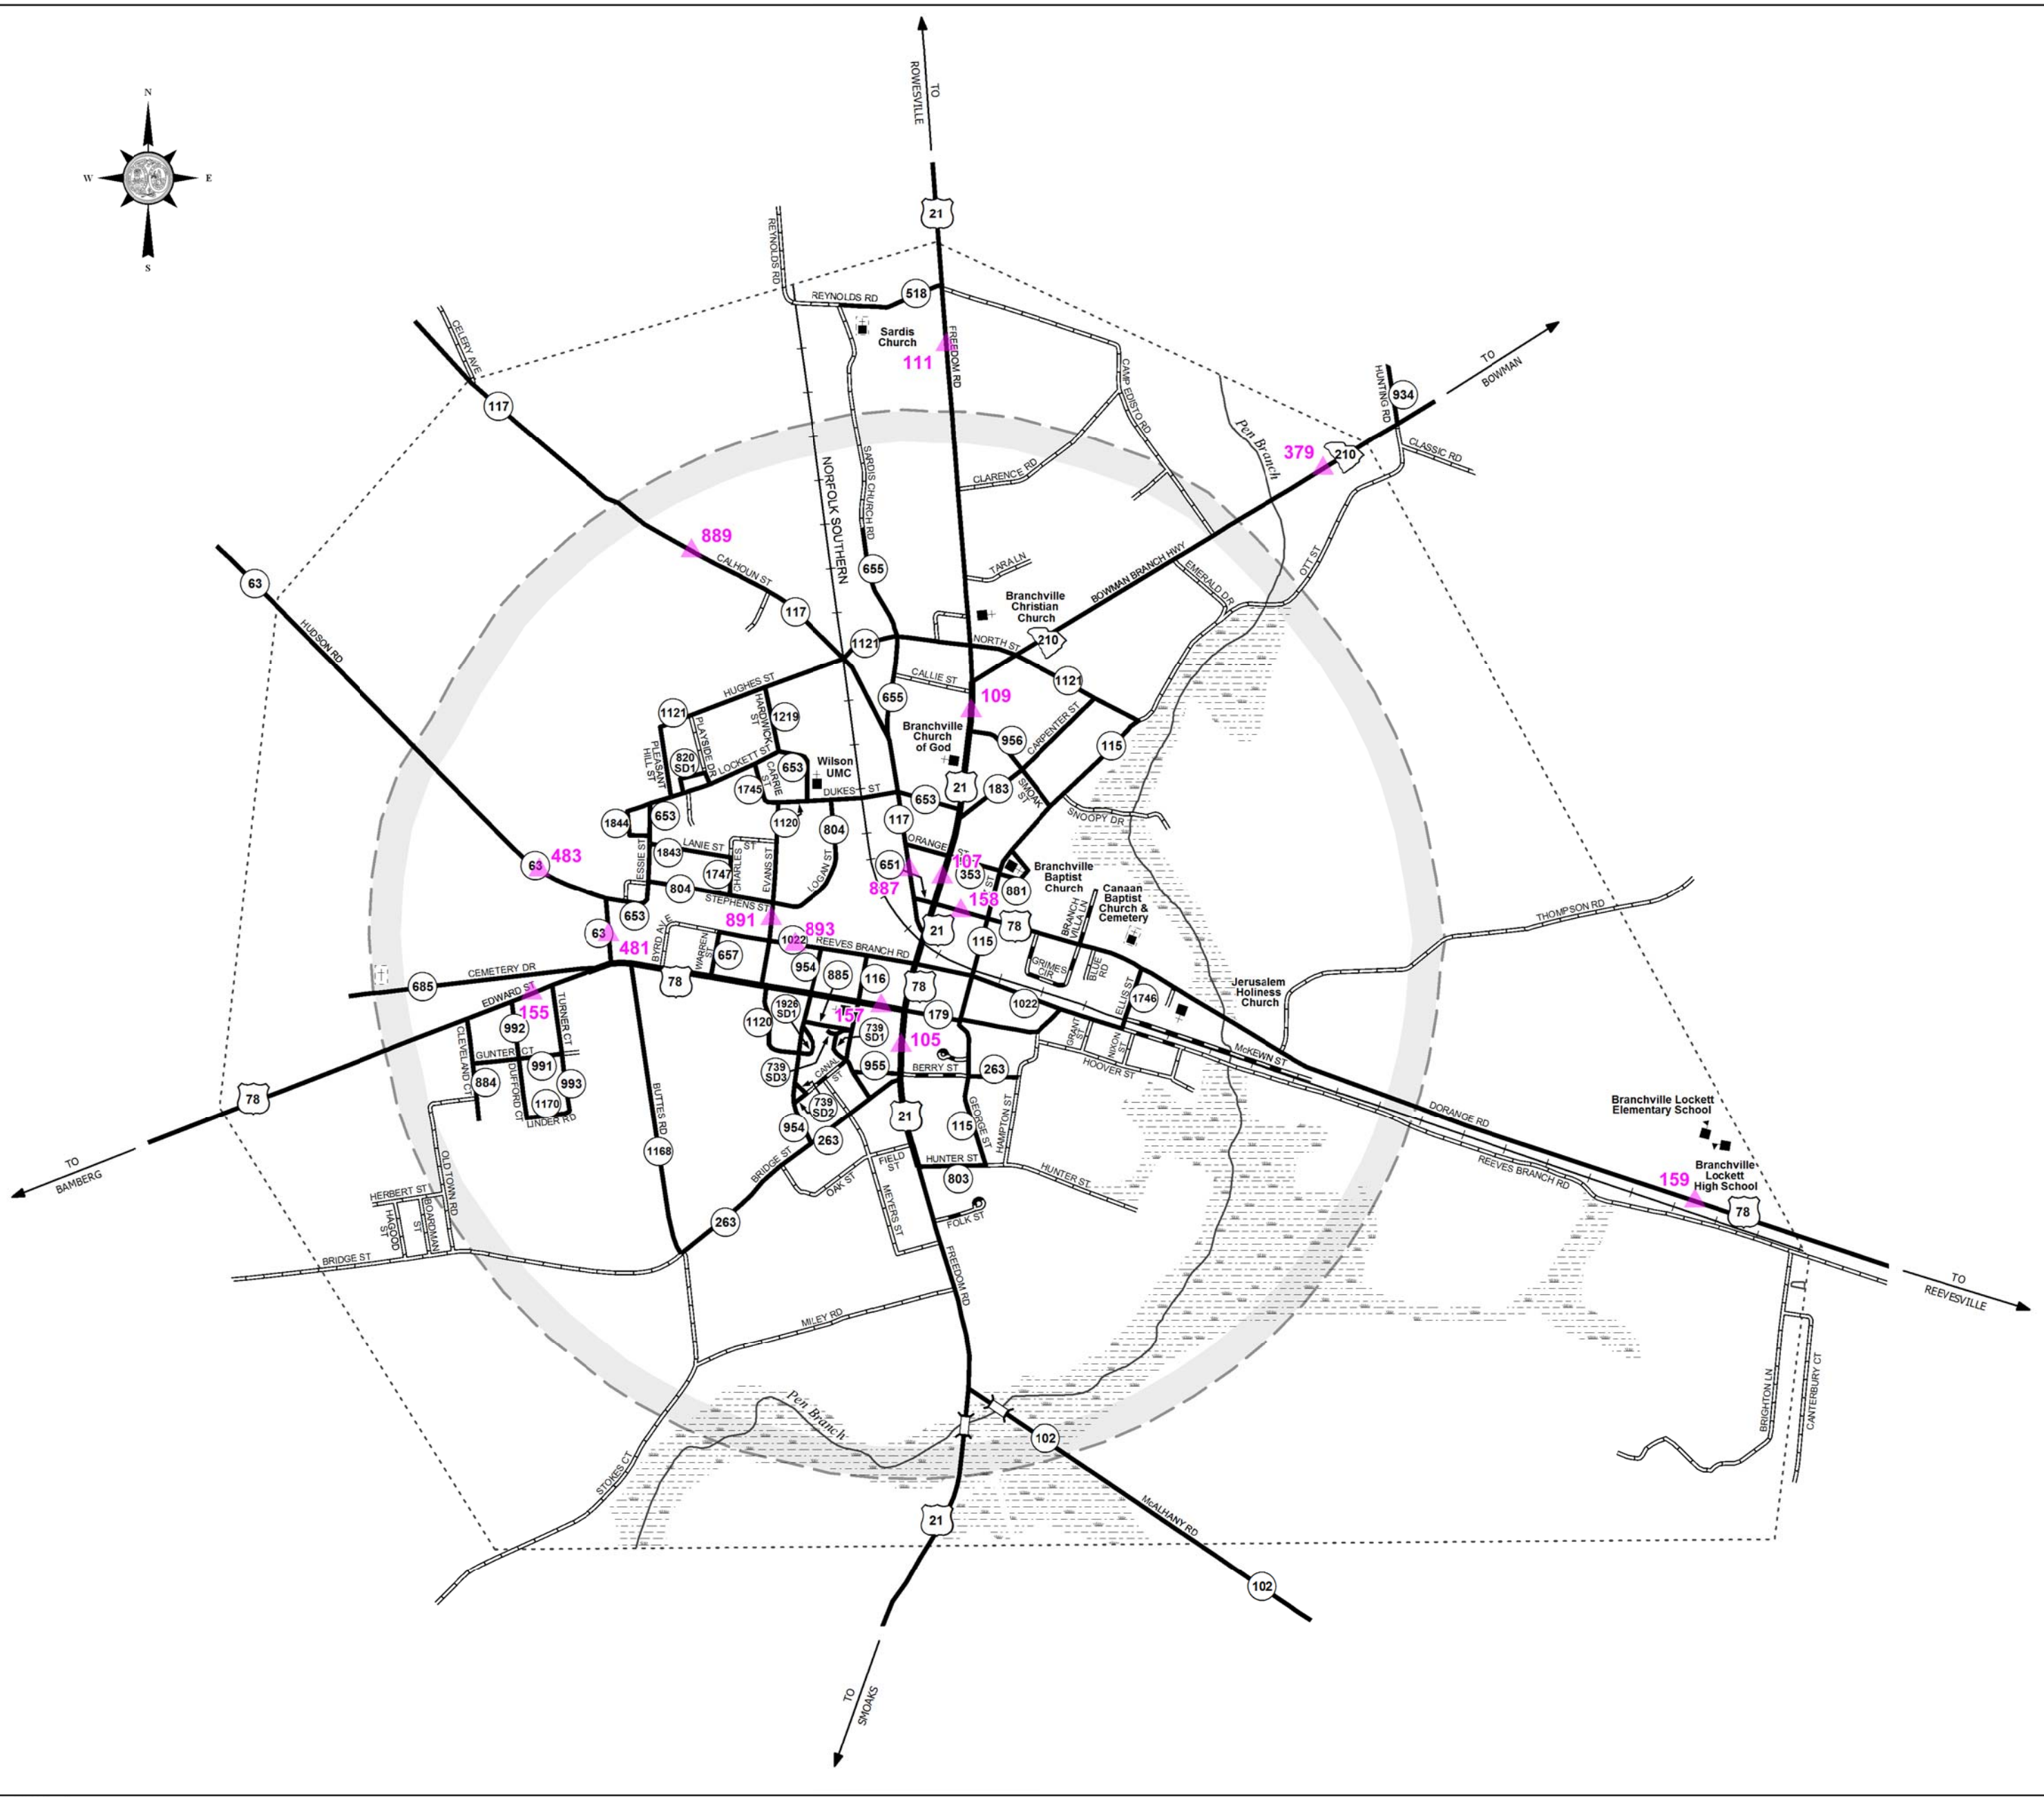 N
W
E
S
TO
ROWESVILLE
21
REYNOLDS RD
REYNOLDS RD
518
Sardis
Church
FREEDOM RD
111
CELERY AVE
117
CAMP EDISTO RD
Pen Branch
TO
BOWMAN
HUNTING RD
934
210
379
CLASSIC RD
CLARENCE RD
NORFOLK SOUTHERN
SARDIS CHURCH RD
889
CALHOUN ST
117
655
TARA LN
BOWMAN BRANCH HWY
EMERALD DR
OTT ST
63
HUDSON RD
Branchville
Christian
Church
1121
NORTH ST
210
CALLIE ST
1121
655
109
HUGHES ST
1121
HARDWICK
ST
1219
PLAYSIDE DR
PLEASANT
HILL ST
820
SD1
LOCKETT ST
653
Wilson
UMC
Branchville
Church
of God
956
CARPENTER ST
115
1745
CARRIE
ST
DUKES ST
653
21
183
SMOAK
ST
SNOOPY DR
1844
653
1120
804
117
LANIE ST
1843
ST
CHARLES
1747
ESSIE ST
EVANS ST
LOGAN ST
ORANGE ST
651
107
353
887
881
Branchville
Baptist
Church
Canaan
Baptist
Church &
Cemetery
63
483
804
STEPHENS ST
653
891
893
158
21
78
115
BRANCH
VILLA LN
THOMPSON RD
63
481
BYRD AVE
WARREN
ST
657
1022
REEVES BRANCH RD
954
885
116
GRIMES
CIR
BLUE
RD
ELLIS ST
1746
Jerusalem
Holiness
Church
CEMETERY DR
685
78
78
EDWARD ST
155
TURNER CT
1926
SD1
157
179
1022
1120
739
SD1
105
992
CLEVELAND CT
GUNTER CT
991
884
DUFFORD CT
993
1170
LINDER RD
739
SD3
CANAL
ST
955
BERRY ST
263
GRANT
ST
NIXON
ST
HOOVER ST
McKEWN ST
78
TO
BAMBERG
BUTTES RD
1168
739
SD2
954
263
21
115
GEORGE ST
HAMPTON ST
DORANGE RD
Branchville Lockett
Elementary School
Branchville
Lockett
High School
159
78
REEVES BRANCH RD
OLD TOWN RD
BRIDGE ST
OAK ST
FIELD
ST
HUNTER ST
803
HUNTER ST
HERBERT ST
HAGOOD
ST
BOARDMAN
ST
263
MEYERS ST
FOLK ST
BRIDGE ST
FREEDOM RD
TO
REEVESVILLE
MILEY RD
BRIGHTON LN
CANTERBURY CT
Pen Branch
102
STOKES CT
McALHANY RD
21
102
TO
SMOAKS